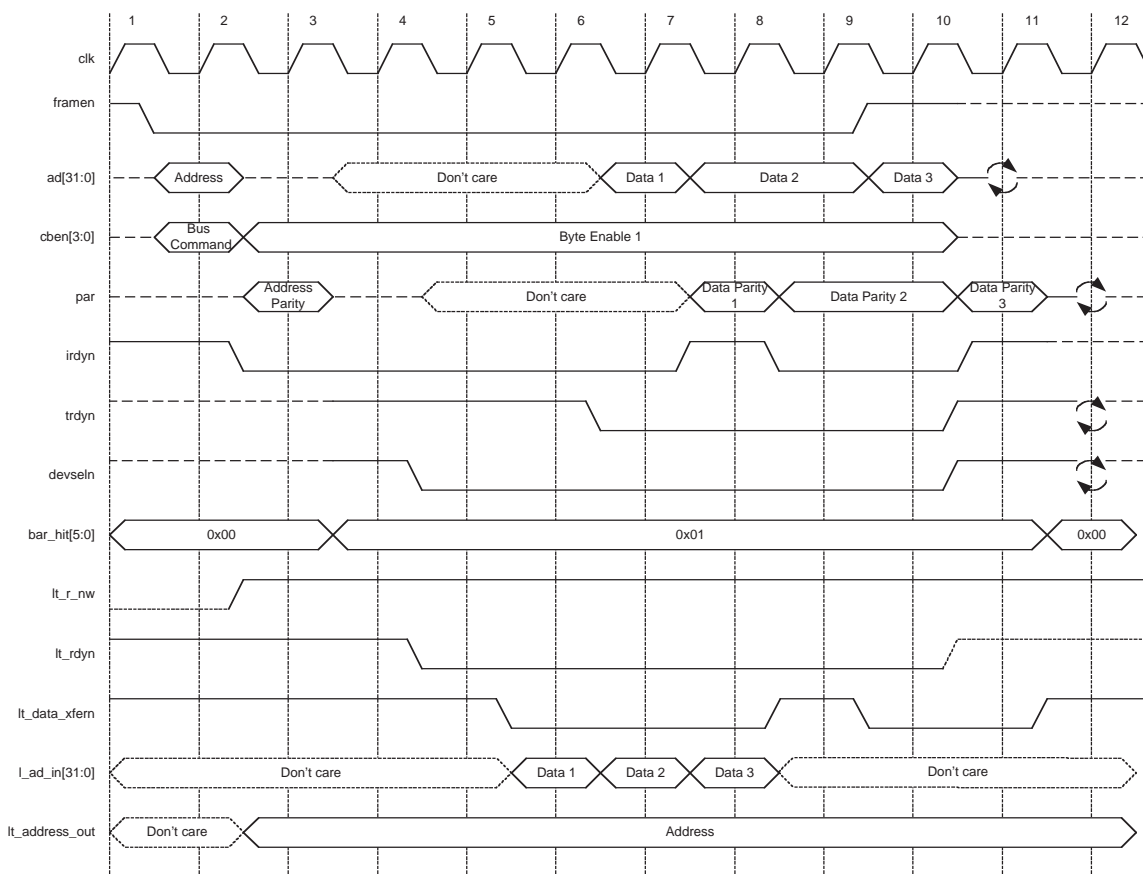 1 2 3 4 5 6 7 8 9 10 11 12
clk
framen
ad[31:0] Address Don't care Data 1 Data 2 Data 3
cben[3:0] Bus Command Byte Enable 1
par Address Parity Don't care Data Parity 1 Data Parity 2 Data Parity 3
irdyn
trdyn
devseln
bar_hit[5:0] 0x00 0x01 0x00
lt_r_nw
lt_rdyn
lt_data_xfern
l_ad_in[31:0] Don't care Data 1 Data 2 Data 3 Don't care
lt_address_out Don't care Address